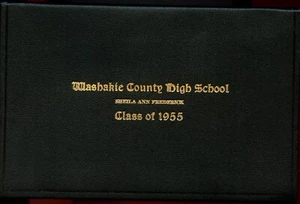 Washakie County High School
SHEILA ANN FREDERICK
Class of 1955